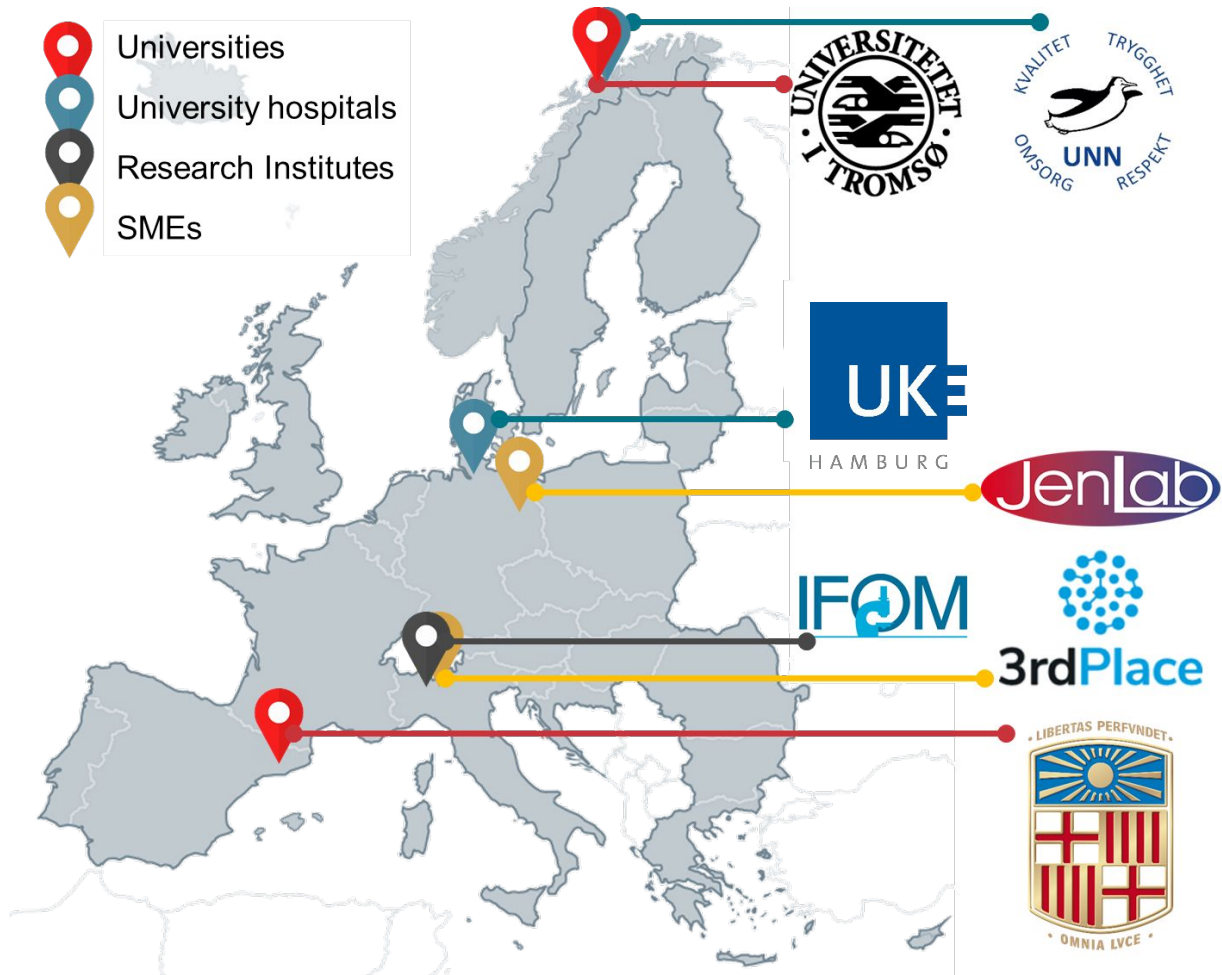 Universities
University hospitals
Research Institutes
SMEs
UNIVERSITETET
I TROMSØ
KVALITET
TRYGGHET
OMSORG
RESPEKT
UNN
UKE
HAMBURG
JenLab
IFOM
3rdPlace
LIBERTAS PERFVNDET
OMNIA LVCE